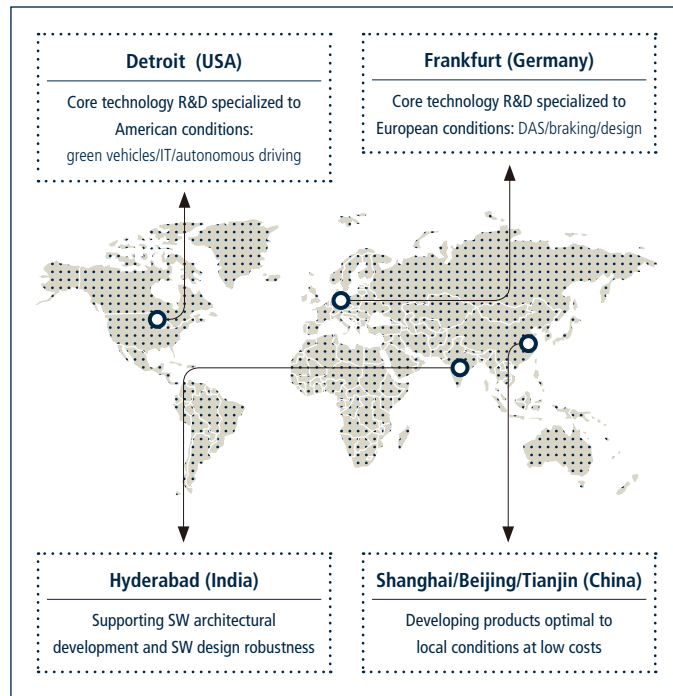 Detroit (USA)
Core technology R&D specialized to
American conditions:
green vehicles/IT/autonomous driving
Frankfurt (Germany)
Core technology R&D specialized to
European conditions: DAS/braking/design
Hyderabad (India)
Supporting SW architectural
development and SW design robustness
Shanghai/Beijing/Tianjin (China)
Developing products optimal to
local conditions at low costs